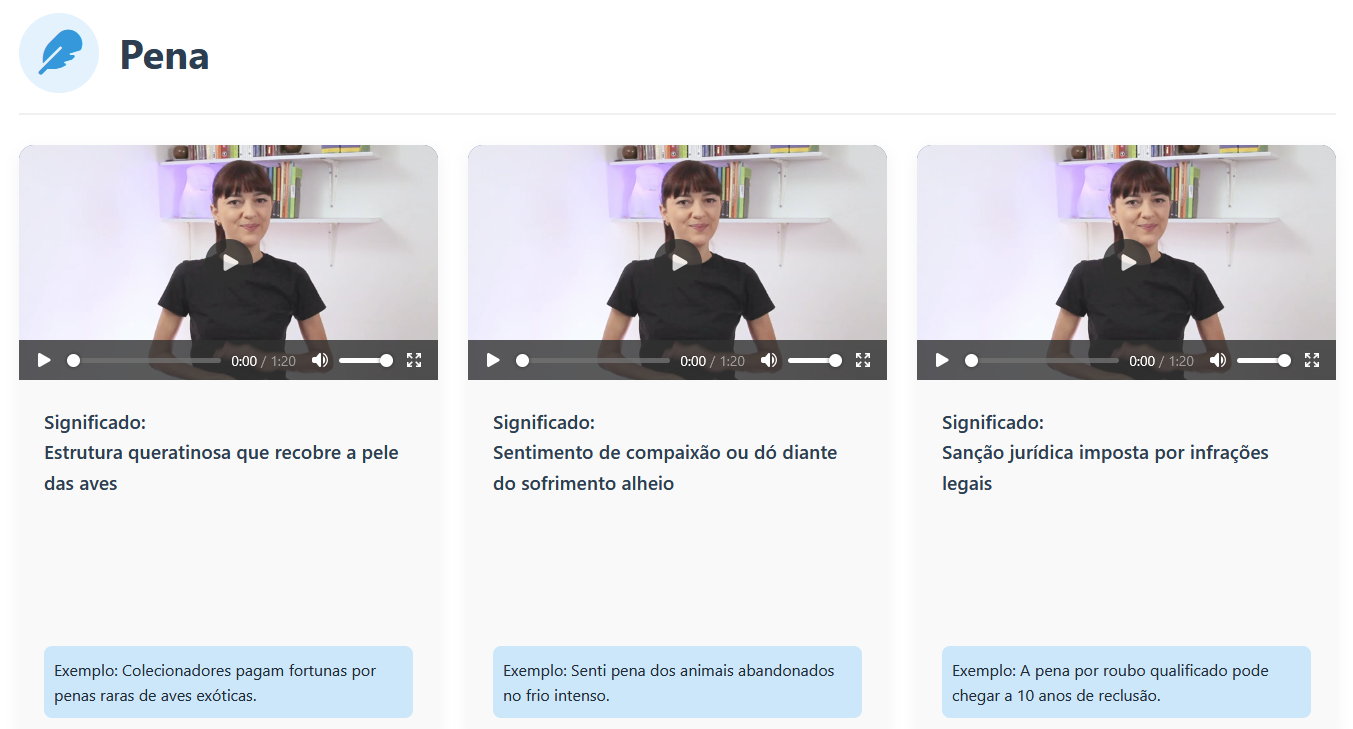 Pena
0:00 / 1:20
0:00 / 1:20
0:00 / 1:20
Significado:
Estrutura queratinosa que recobre a pele
das aves
Exemplo: Colecionadores pagam fortunas por
penas raras de aves exóticas.
Significado:
Sentimento de compaixão ou dó diante
do sofrimento alheio
Exemplo: Senti pena dos animais abandonados
no frio intenso.
Significado:
Sanção jurídica imposta por infrações
legais
Exemplo: A pena por roubo qualificado pode
chegar a 10 anos de reclusão.